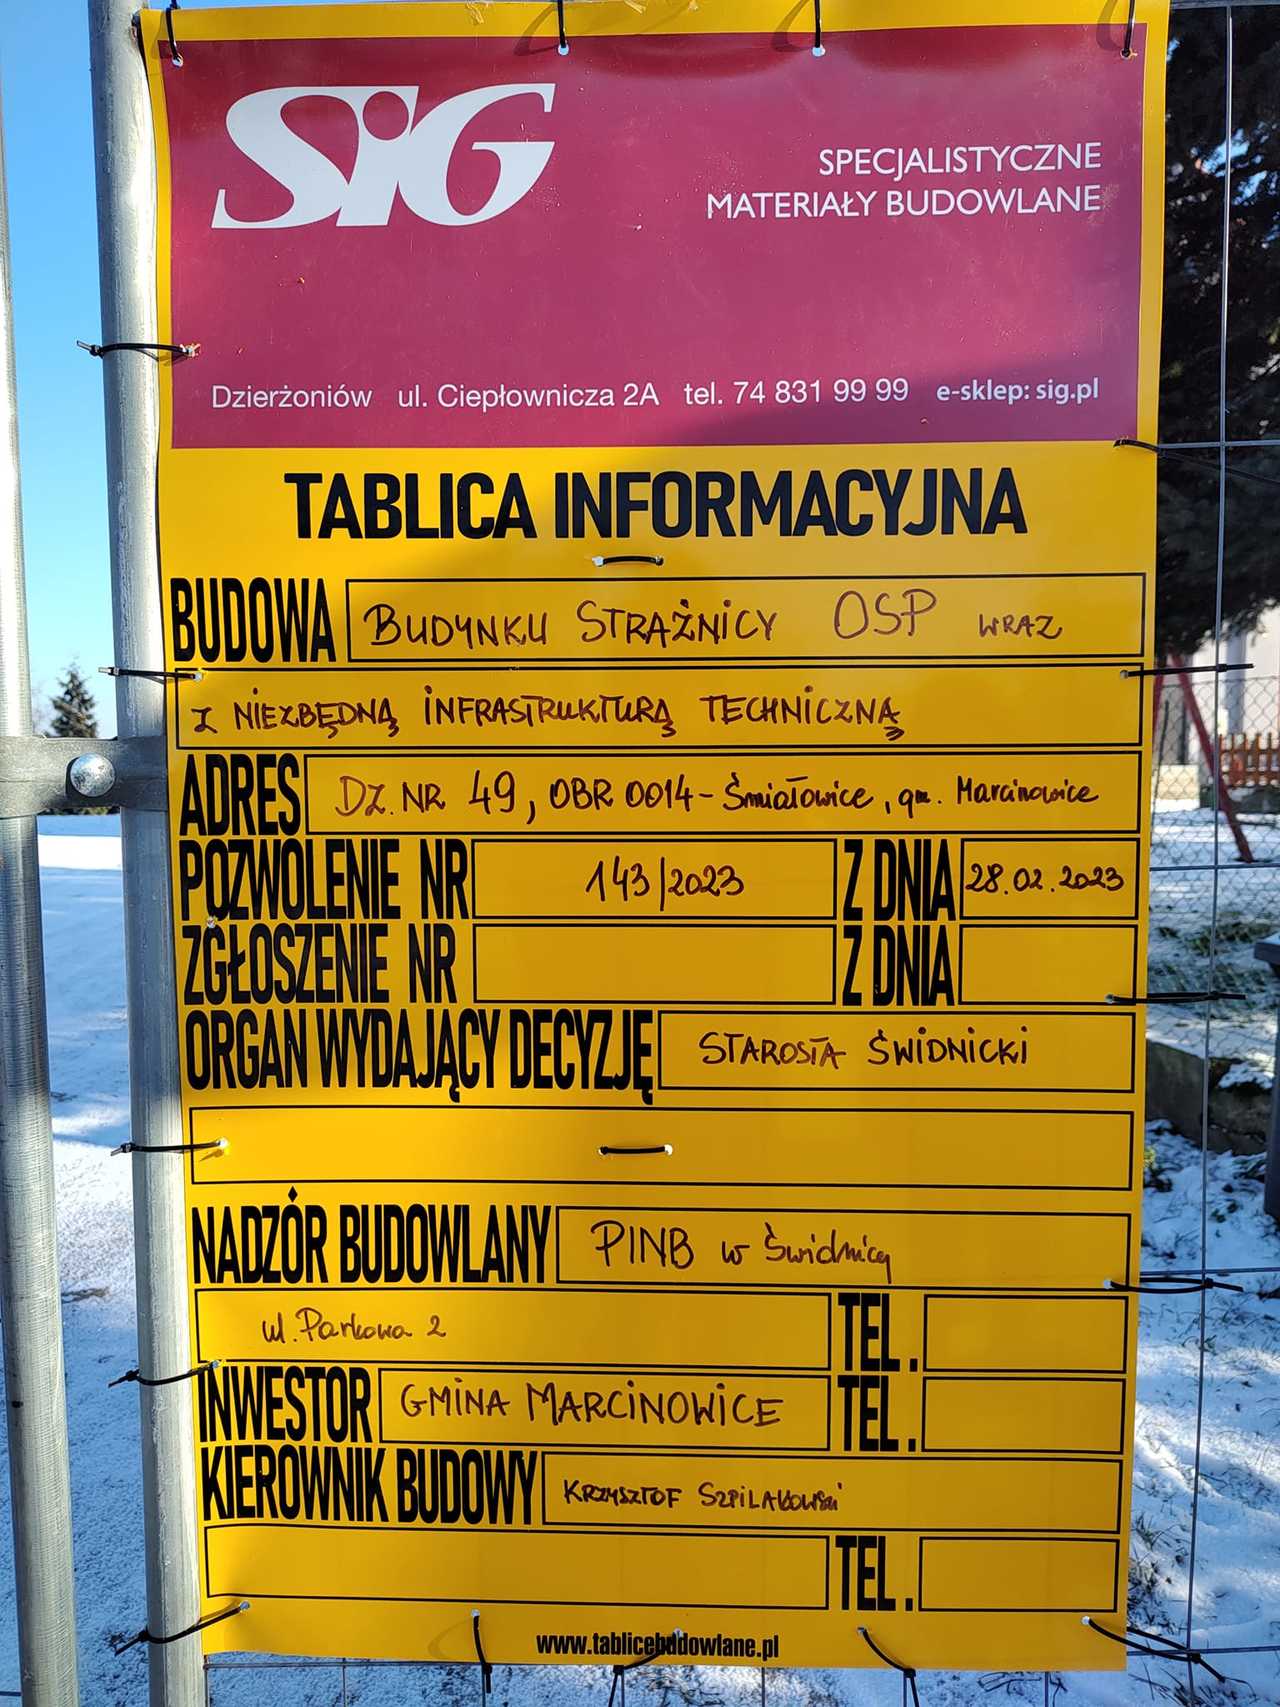 SiG
SPECJALISTYCZNE
MATERIAŁY BUDOWLANE
Dzierżoniów ul. Ciepłownicza 2A tel. 74 831 99 99 e-sklep: sig.pl
TABLICA INFORMACYJNA
BUDOWA BUDYNKU STRAŻNICY OSP WRAZ
Z NIEZBĘDNĄ INFRASTRUKTURĄ TECHNICZNĄ
ADRES DZ. NR 49, OBR 0014 - Śmiałowice, gm. Marcinowice
POZWOLENIE NR 143/2023 Z DNIA 28.02.2023
ZGŁOSZENIE NR Z DNIA
ORGAN WYDAJĄCY DECYZJĘ STAROSTA ŚWIDNICKI
NADZÓR BUDOWLANY PINB w Świdnicy
ul. Parkowa 2 TEL.
INWESTOR GMINA MARCINOWICE TEL.
KIEROWNIK BUDOWY KRZYSZTOF SZPILAKOWSKI
TEL.
www.tablicebudowlane.pl